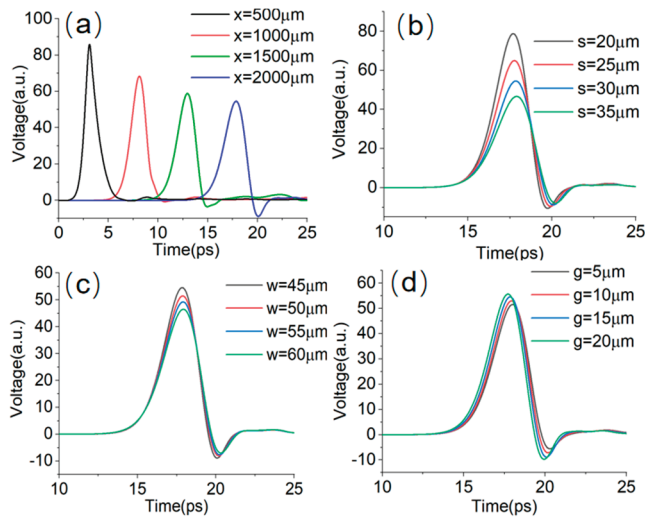 (a)
x=500μm
x=1000μm
x=1500μm
x=2000μm
Voltage(a.u.)
100
80
60
40
20
0
0 5 10 15 20 25
Time(ps)
(b)
s=20μm
s=25μm
s=30μm
s=35μm
Voltage(a.u.)
80
60
40
20
0
10 15 20 25
Time(ps)
(c)
w=45μm
w=50μm
w=55μm
w=60μm
Voltage(a.u.)
60
50
40
30
20
10
0
-10
10 15 20 25
Time(ps)
(d)
g=5μm
g=10μm
g=15μm
g=20μm
Voltage(a.u.)
60
50
40
30
20
10
0
-10
10 15 20 25
Time(ps)